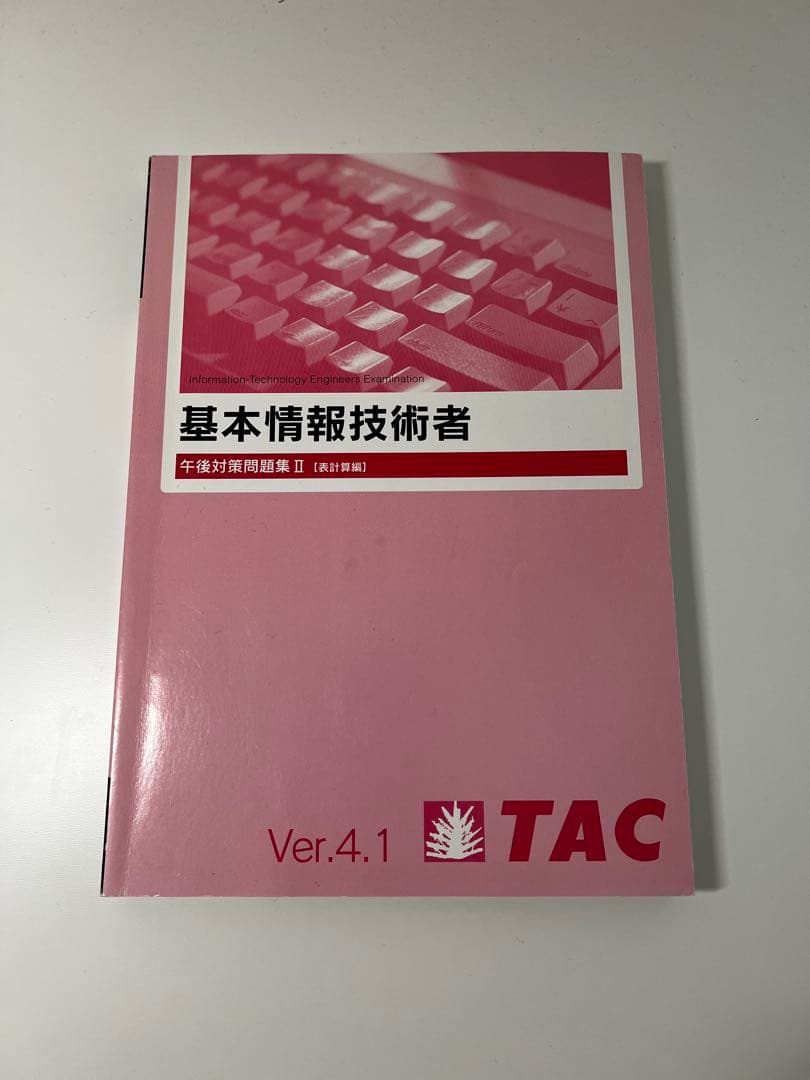 Information-Technology Engineers Examination
基本情報技術者
午後対策問題集Ⅱ【表計算編】
Ver.4.1 TAC